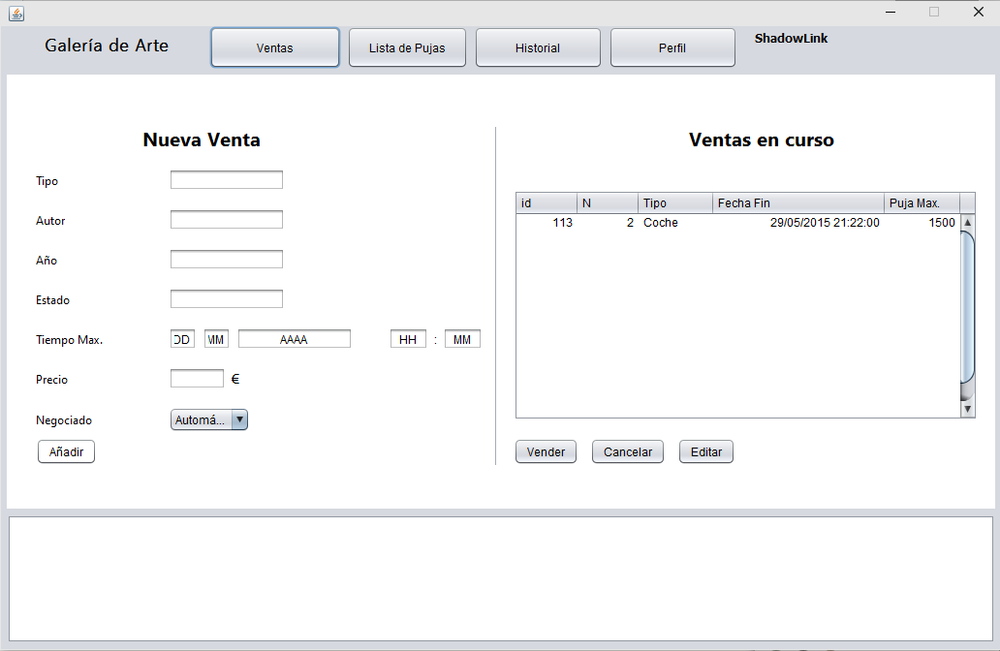 Galería de Arte
Ventas
Lista de Pujas
Historial
Perfil
ShadowLink
Nueva Venta
Tipo
Autor
Año
Estado
Tiempo Max. DD MM AAAA HH : MM
Precio €
Negociado Automá...
Añadir
Ventas en curso
id N Tipo Fecha Fin Puja Max.
113 2 Coche 29/05/2015 21:22:00 1500
Vender Cancelar Editar